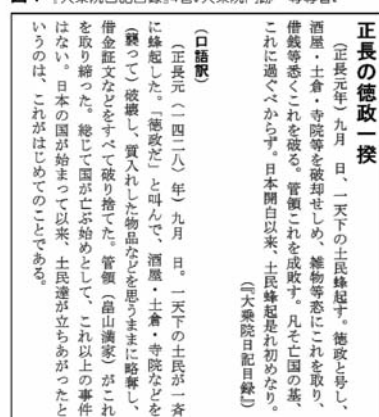 正長の徳政一揆
(正長元年)九月　日、一天下の土民蜂起す。徳政と号し、
酒屋・土倉・寺院等を破却せしめ、雑物等恣にこれを取り、
借銭等悉くこれを破る。管領これを成敗す。凡そ亡国の基、
これに過ぐべからず。日本開白以来、土民蜂起是れ初めなり。
(『大乗院日記目録』)
(口語訳)
(正長元(一四二八)年)九月　日。一天下の土民が一斉
に蜂起した。「徳政だ」と叫んで、酒屋・土倉・寺院などを
(襲って)破壊し、質入れした物品などを思うままに略奪し、
借金証文などをすべて破り捨てた。管領(畠山満家)がこれ
を取り締った。総じて国が亡ぶ始めとして、これ以上の事件
はない。日本の国が始まって以来、土民達が立ちあがったと
いうのは、これがはじめてのことである。